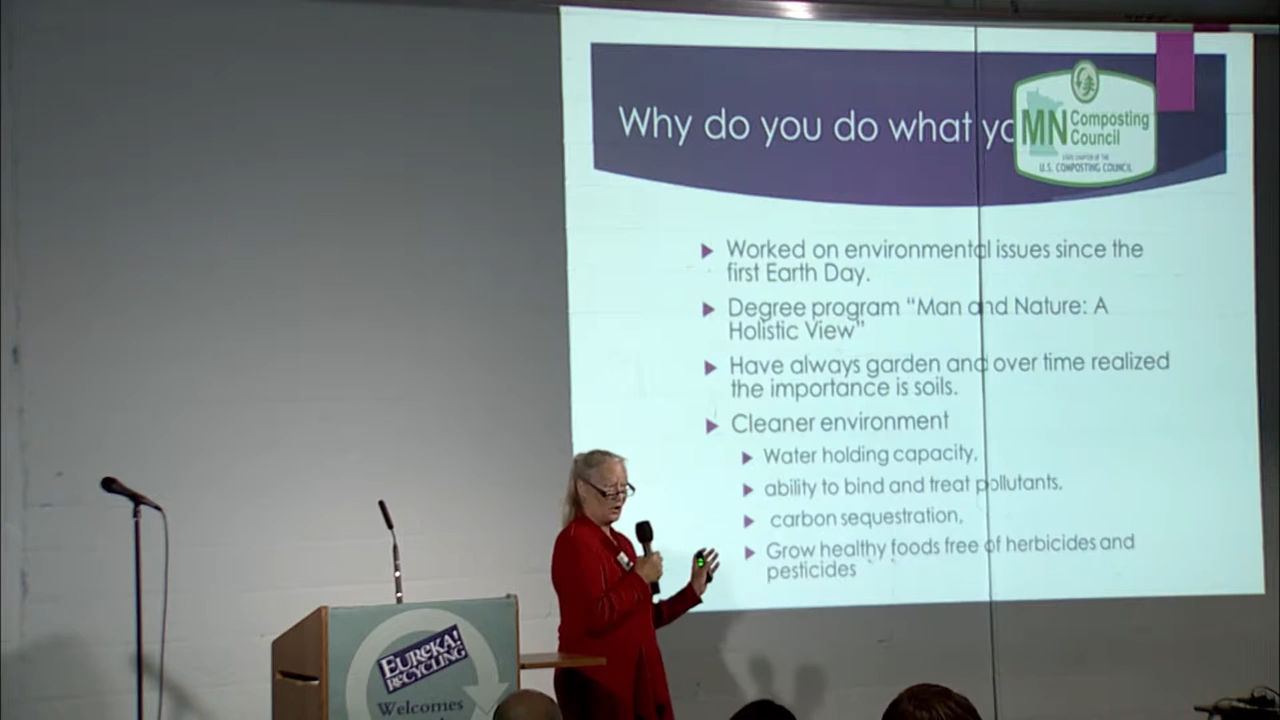 Why do you do what yo
MN Composting
Council
STATE CHAPTER OF THE
U.S. COMPOSTING COUNCIL
Worked on environmental issues since the
first Earth Day.
Degree program “Man and Nature: A
Holistic View”
Have always garden and over time realized
the importance is soils.
Cleaner environment
Water holding capacity,
ability to bind and treat pollutants,
carbon sequestration,
Grow healthy foods free of herbicides and
pesticides
EUREKA!
RECYCLING
Welcomes